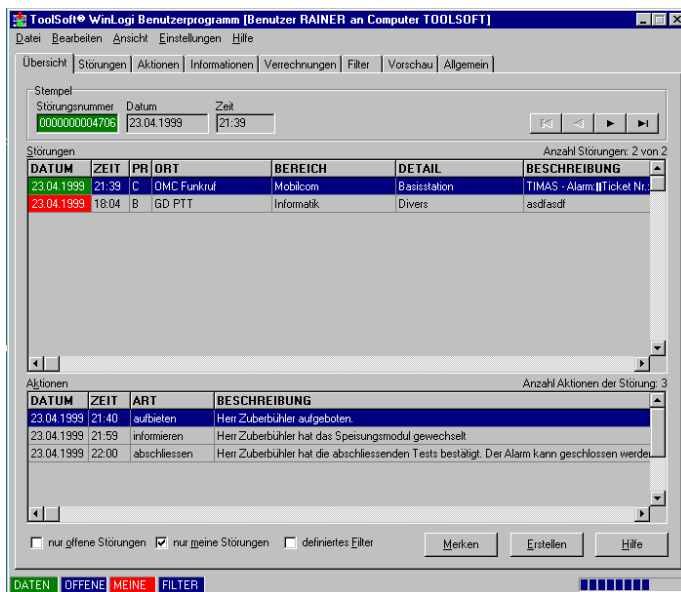 ToolSoft® WinLogi Benutzerprogramm [Benutzer RAINER an Computer TOOLSOFT]
Datei Bearbeiten Ansicht Einstellungen Hilfe
Übersicht Störungen Aktionen Informationen Verrechnungen Filter Vorschau Allgemein
Stempel
Störungsnummer Datum Zeit
0000000004706 23.04.1999 21:39
Störungen Anzahl Störungen: 2 von 2
DATUM ZEIT PR ORT BEREICH DETAIL BESCHREIBUNG
23.04.1999 21:39 C OMC Funkruf Mobilcom Basisstation TIMAS - Alarm:||Ticket Nr.:
23.04.1999 18:04 B GD PTT Informatik Divers asdfasdf
Aktionen Anzahl Aktionen der Störung: 3
DATUM ZEIT ART BESCHREIBUNG
23.04.1999 21:40 aufbieten Herr Zuberbühler aufgeboten.
23.04.1999 21:59 informieren Herr Zuberbühler hat das Speisungsmodul gewechselt
23.04.1999 22:00 abschliessen Herr Zuberbühler hat die abschliessenden Tests bestätigt. Der Alarm kann geschlossen werde
nur offene Störungen nur meine Störungen definiertes Filter Merken Erstellen Hilfe
DATEN OFFENE MEINE FILTER